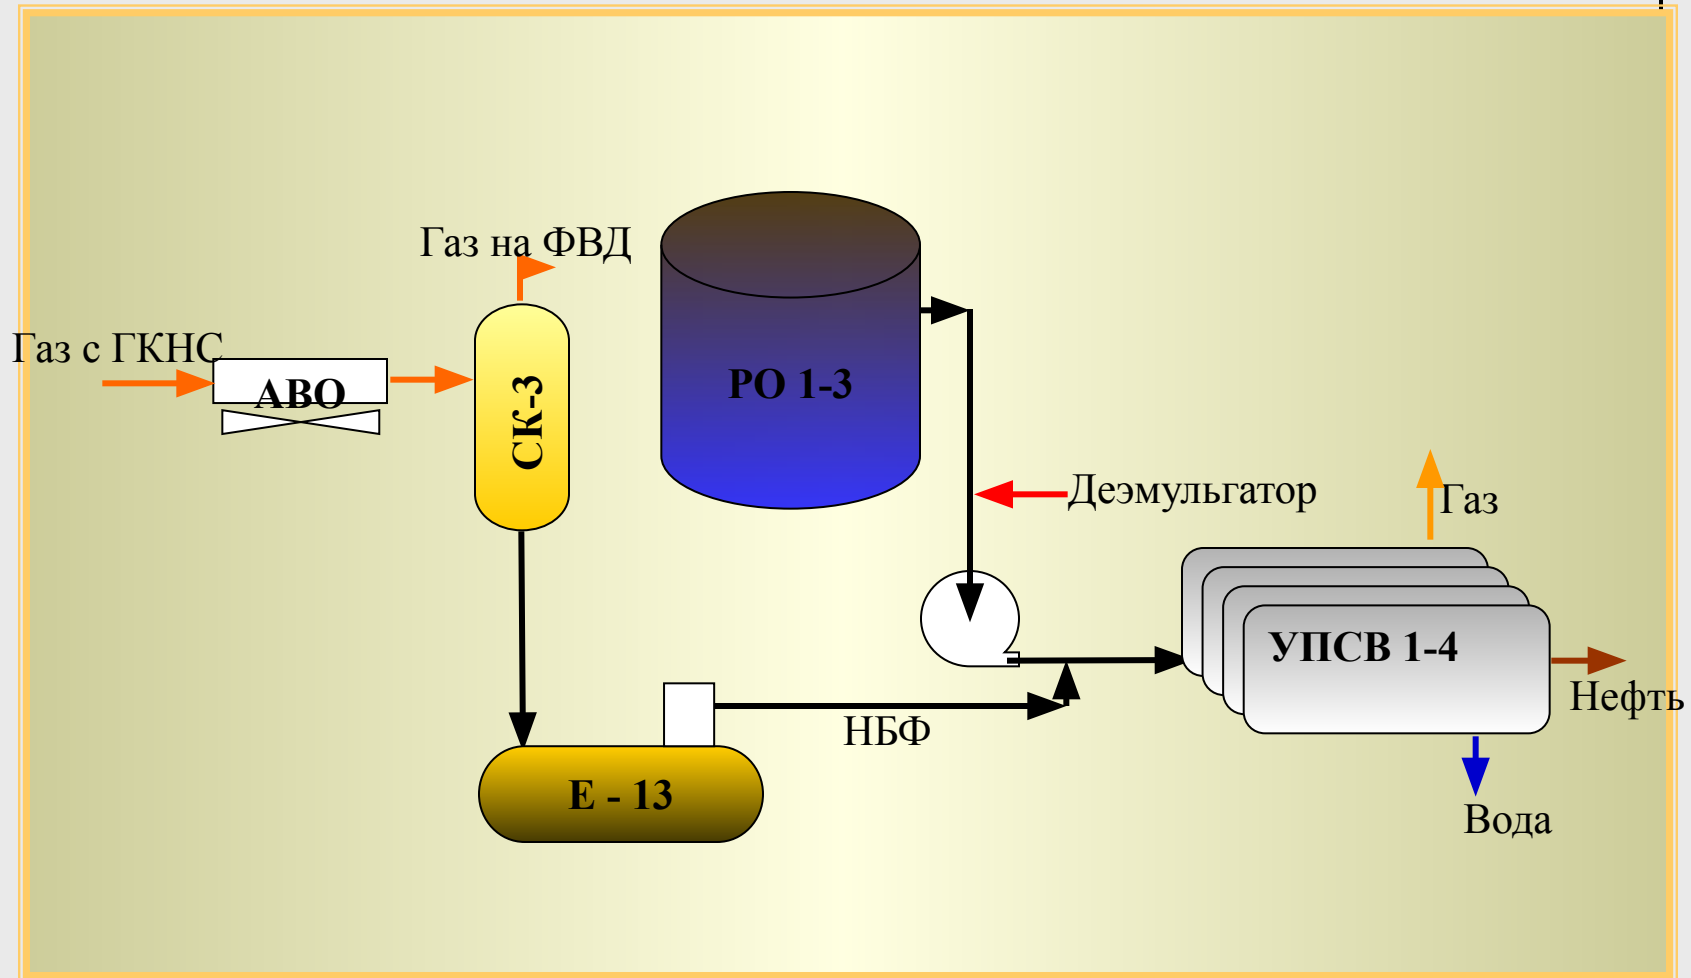 Газ на ФВД
Газ с ГКНС
АВО
СК-3
РО 1-3
Деэмульгатор
Газ
УПСВ 1-4
Нефть
НБФ
Е - 13
Вода